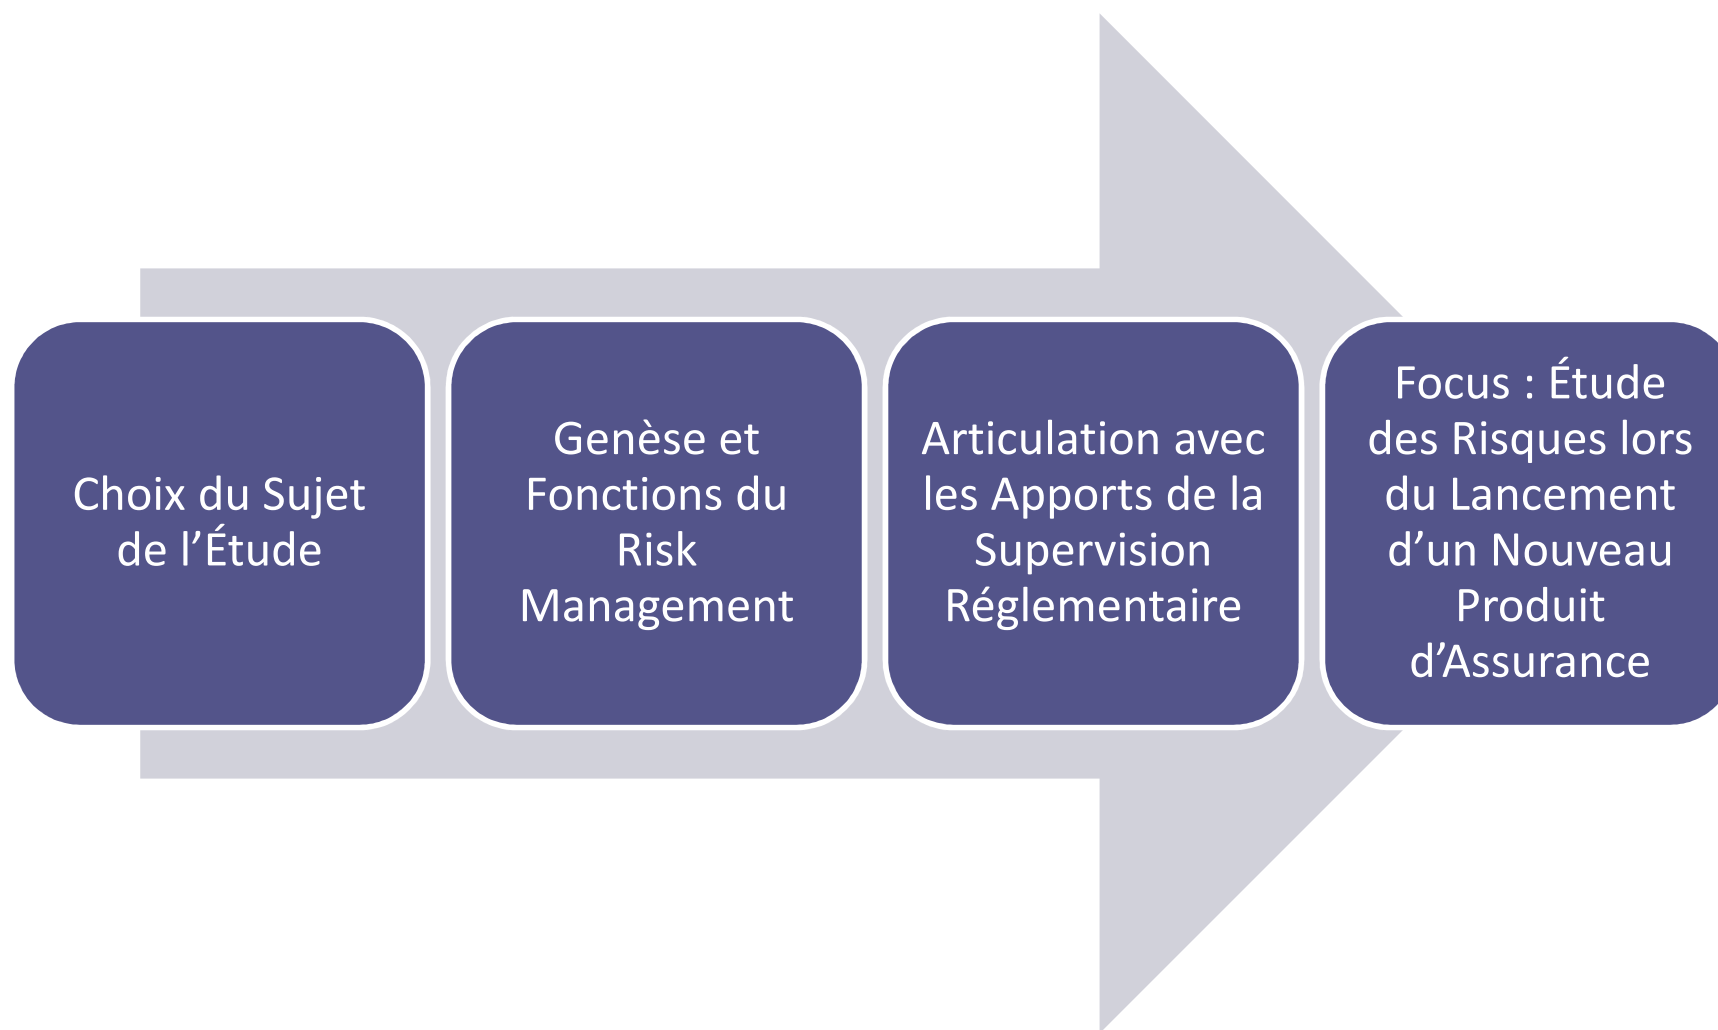 Choix du Sujet
de l’Étude
Genèse et
Fonctions du
Risk
Management
Articulation avec
les Apports de la
Supervision
Réglementaire
Focus : Étude
des Risques lors
du Lancement
d’un Nouveau
Produit
d’Assurance